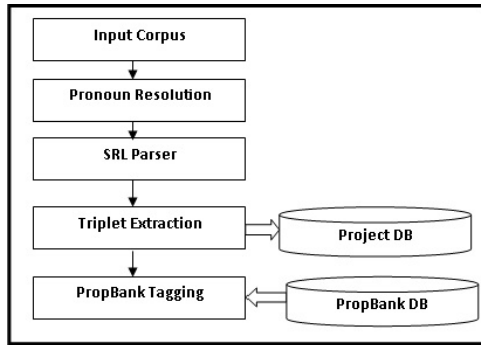 Input Corpus
Pronoun Resolution
SRL Parser
Triplet Extraction
Project DB
PropBank Tagging
PropBank DB